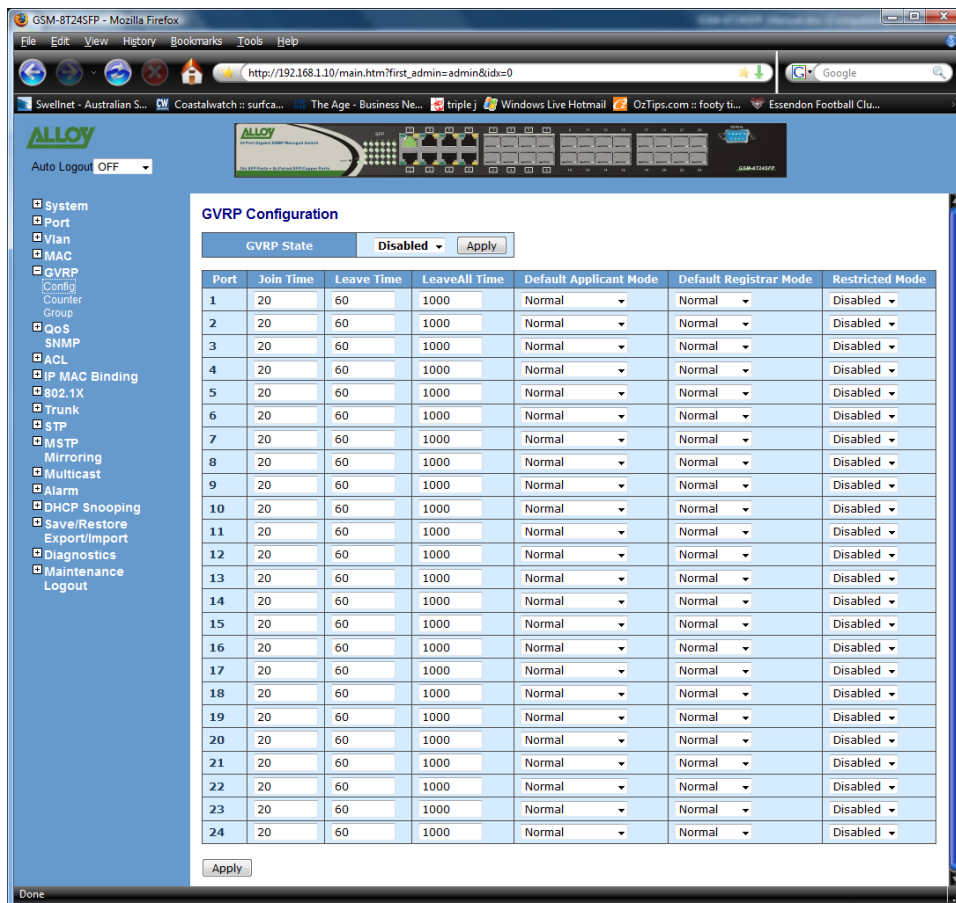 GSM-8T24SFP - Mozilla Firefox
File Edit View History Bookmarks Tools Help
http://192.168.1.10/main.htm?first_admin=admin&idx=0
Google
Swellnet - Australian S... Coastalwatch :: surfca... The Age - Business Ne... triple j Windows Live Hotmail OzTips.com :: footy ti... Essendon Football Clu...
ALLOY
Auto Logout OFF
ALLOY
GSM-8T24SFP
System
Port
Vlan
MAC
GVRP
Config
Counter
Group
QoS
SNMP
ACL
IP MAC Binding
802.1X
Trunk
STP
MSTP
Mirroring
Multicast
Alarm
DHCP Snooping
Save/Restore
Export/Import
Diagnostics
Maintenance
Logout
GVRP Configuration
GVRP State Disabled Apply
Port Join Time Leave Time LeaveAll Time Default Applicant Mode Default Registrar Mode Restricted Mode
1 20 60 1000 Normal Normal Disabled
2 20 60 1000 Normal Normal Disabled
3 20 60 1000 Normal Normal Disabled
4 20 60 1000 Normal Normal Disabled
5 20 60 1000 Normal Normal Disabled
6 20 60 1000 Normal Normal Disabled
7 20 60 1000 Normal Normal Disabled
8 20 60 1000 Normal Normal Disabled
9 20 60 1000 Normal Normal Disabled
10 20 60 1000 Normal Normal Disabled
11 20 60 1000 Normal Normal Disabled
12 20 60 1000 Normal Normal Disabled
13 20 60 1000 Normal Normal Disabled
14 20 60 1000 Normal Normal Disabled
15 20 60 1000 Normal Normal Disabled
16 20 60 1000 Normal Normal Disabled
17 20 60 1000 Normal Normal Disabled
18 20 60 1000 Normal Normal Disabled
19 20 60 1000 Normal Normal Disabled
20 20 60 1000 Normal Normal Disabled
21 20 60 1000 Normal Normal Disabled
22 20 60 1000 Normal Normal Disabled
23 20 60 1000 Normal Normal Disabled
24 20 60 1000 Normal Normal Disabled
Apply
Done